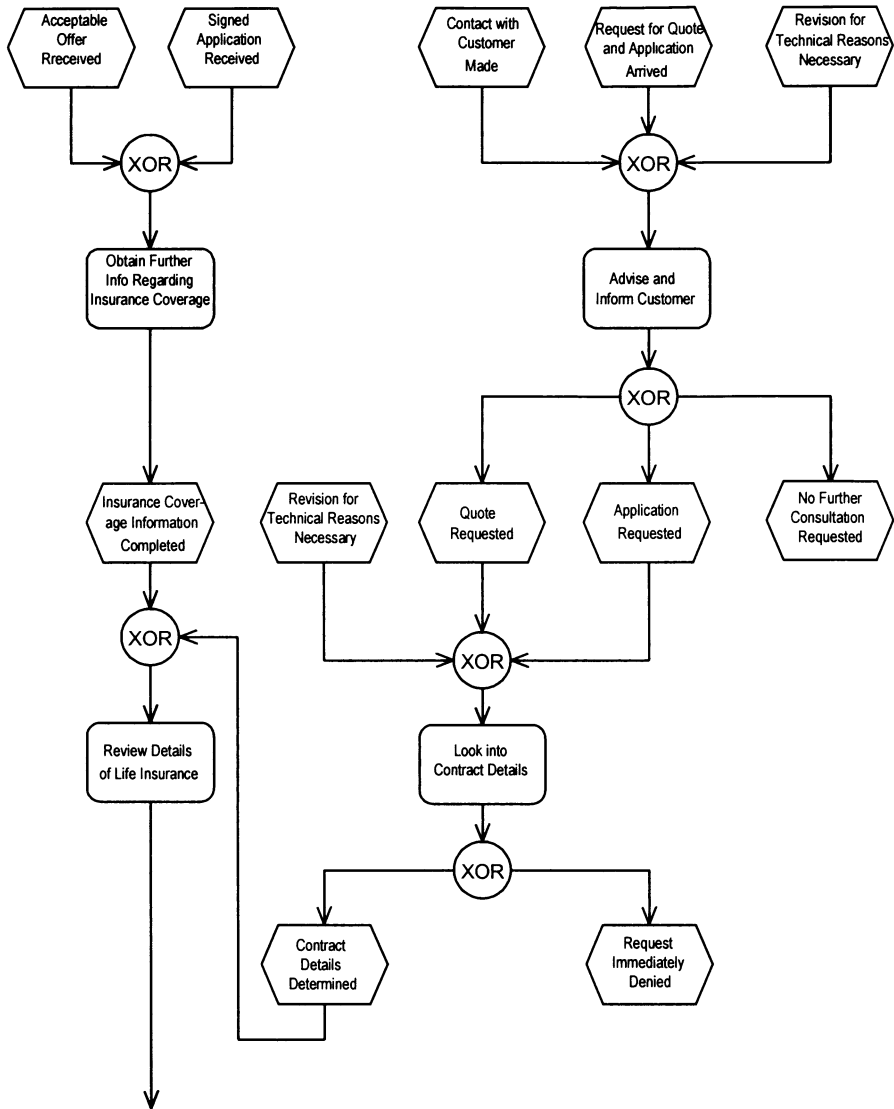 Acceptable
Offer
Rreceived
Signed
Application
Received
Contact with
Customer
Made
Request for Quote
and Application
Arrived
Revision for
Technical Reasons
Necessary
XOR
XOR
Obtain Further
Info Regarding
Insurance Coverage
Advise and
Inform Customer
XOR
Insurance Cover-
age Information
Completed
Revision for
Technical Reasons
Necessary
Quote
Requested
Application
Requested
No Further
Consultation
Requested
XOR
XOR
Review Details
of Life Insurance
Look into
Contract Details
XOR
Contract
Details
Determined
Request
Immediately
Denied